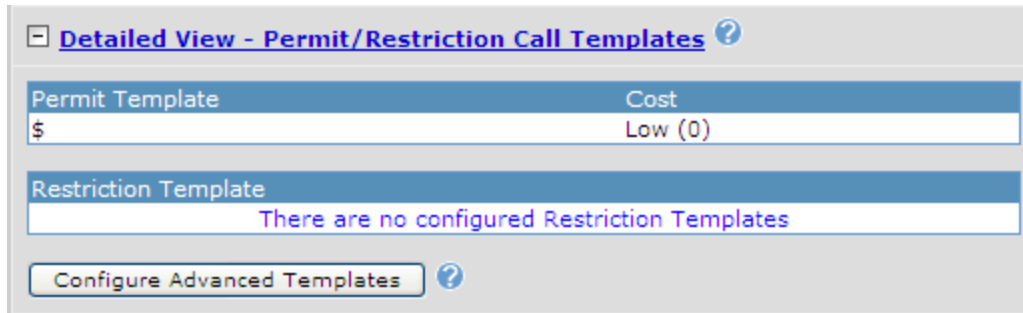 Detailed View - Permit/Restriction Call Templates
Permit Template Cost
$ Low (0)
Restriction Template
There are no configured Restriction Templates
Configure Advanced Templates